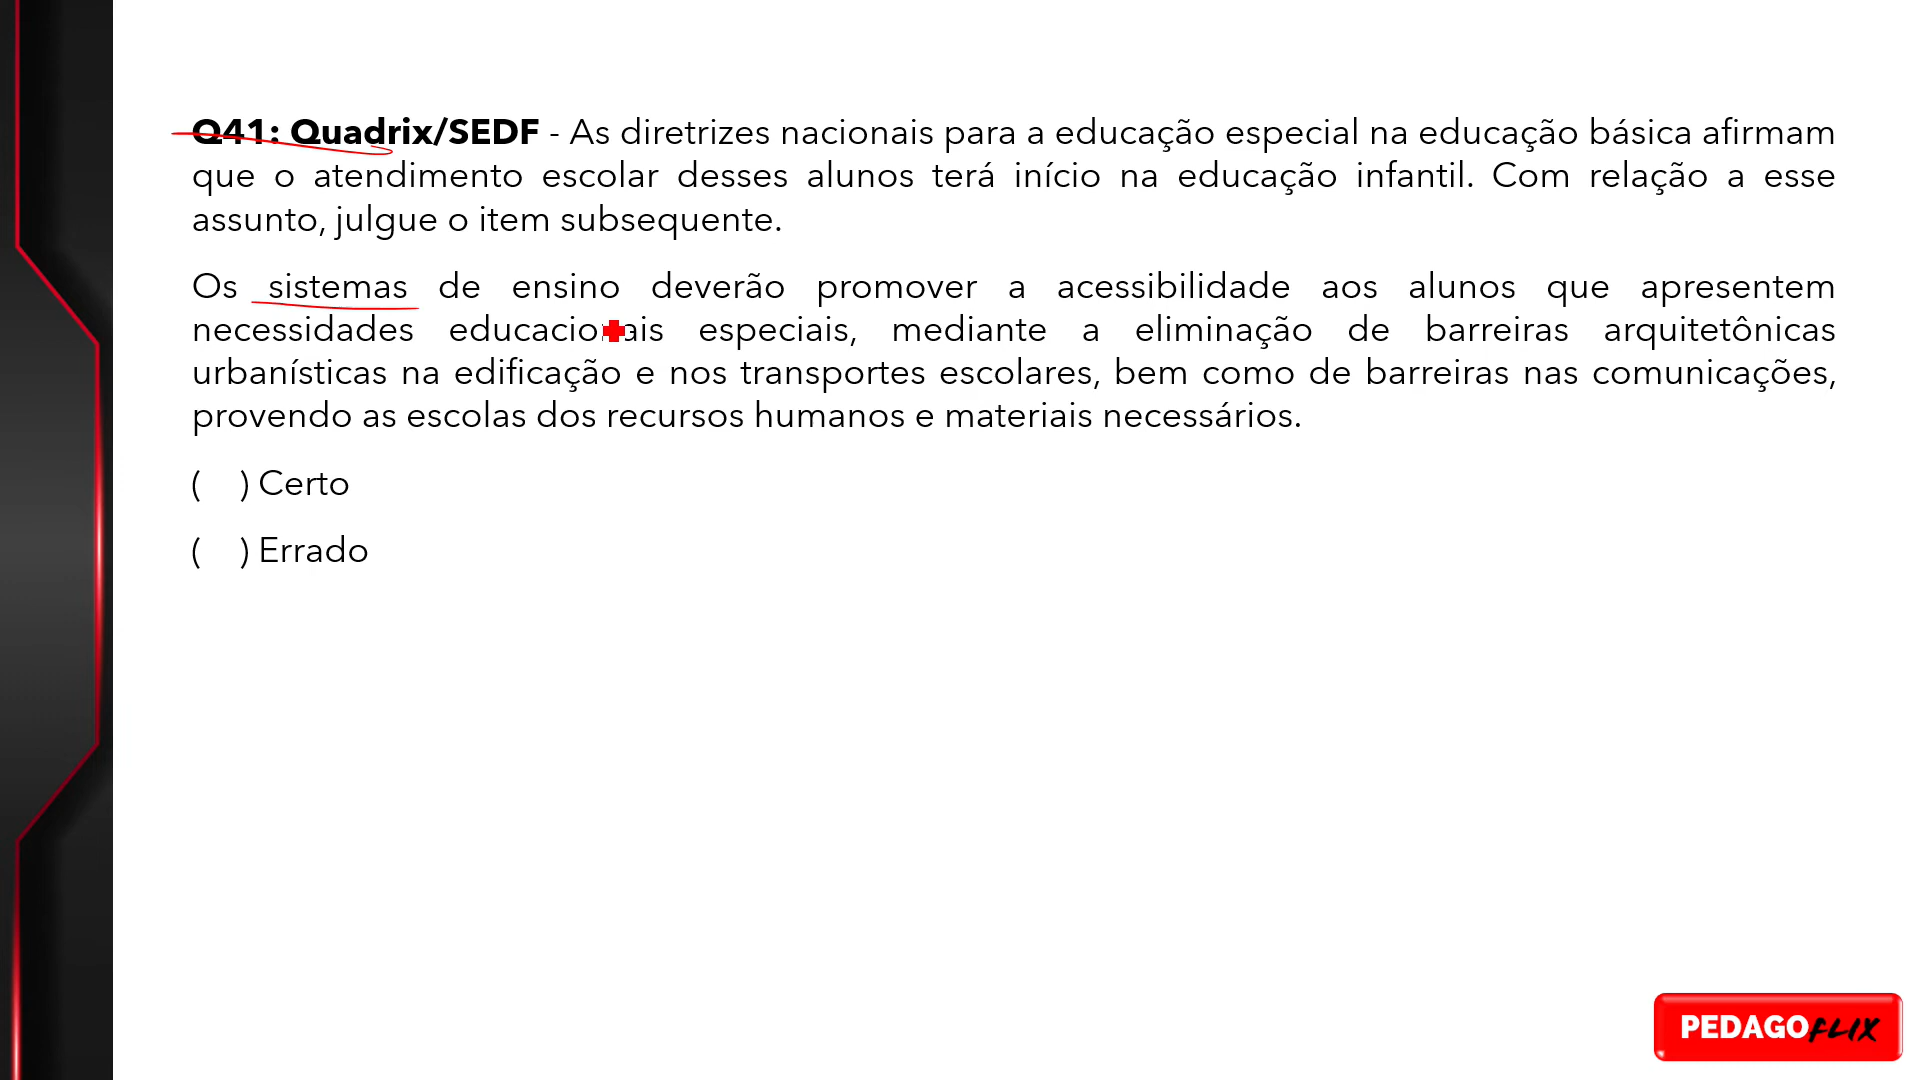 Q41: Quadrix/SEDF - As diretrizes nacionais para a educação especial na educação básica afirmam
que o atendimento escolar desses alunos terá início na educação infantil. Com relação a esse
assunto, julgue o item subsequente.
Os sistemas de ensino deverão promover a acessibilidade aos alunos que apresentem
necessidades educacionais especiais, mediante a eliminação de barreiras arquitetônicas
urbanísticas na edificação e nos transportes escolares, bem como de barreiras nas comunicações,
provendo as escolas dos recursos humanos e materiais necessários.
( ) Certo
( ) Errado
PEDAGOFLIX